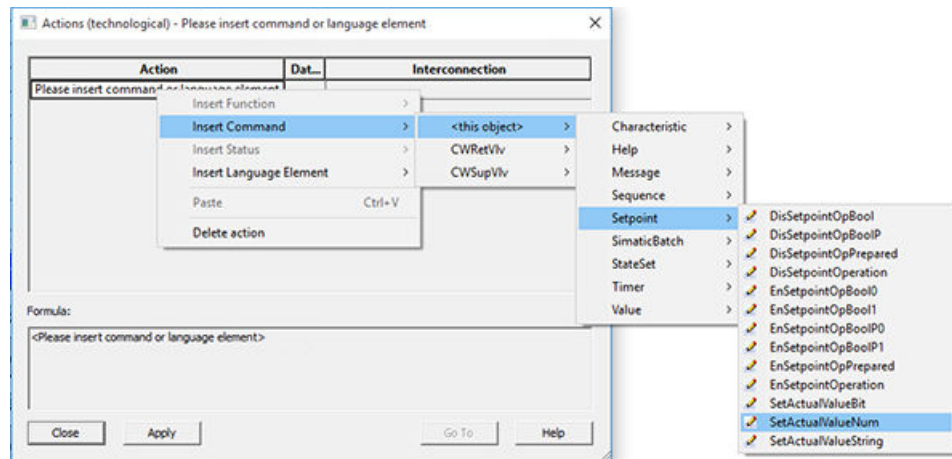 Actions (technological) - Please insert command or language element
Action
Dat...
Interconnection
Please insert command or language element
Insert Function
Insert Command
Insert Status
Insert Language Element
Paste Ctrl+V
Delete action
<this object>
CWRetVlv
CWSupVlv
Characteristic
Help
Message
Sequence
Setpoint
SimaticBatch
StateSet
Timer
Value
DisSetpointOpBool
DisSetpointOpBoolP
DisSetpointOpPrepared
DisSetpointOperation
EnSetpointOpBool0
EnSetpointOpBool1
EnSetpointOpBoolP0
EnSetpointOpBoolP1
EnSetpointOpPrepared
EnSetpointOperation
SetActualValueBit
SetActualValueNum
SetActualValueString
Formula:
<Please insert command or language element>
Close
Apply
Go To
Help